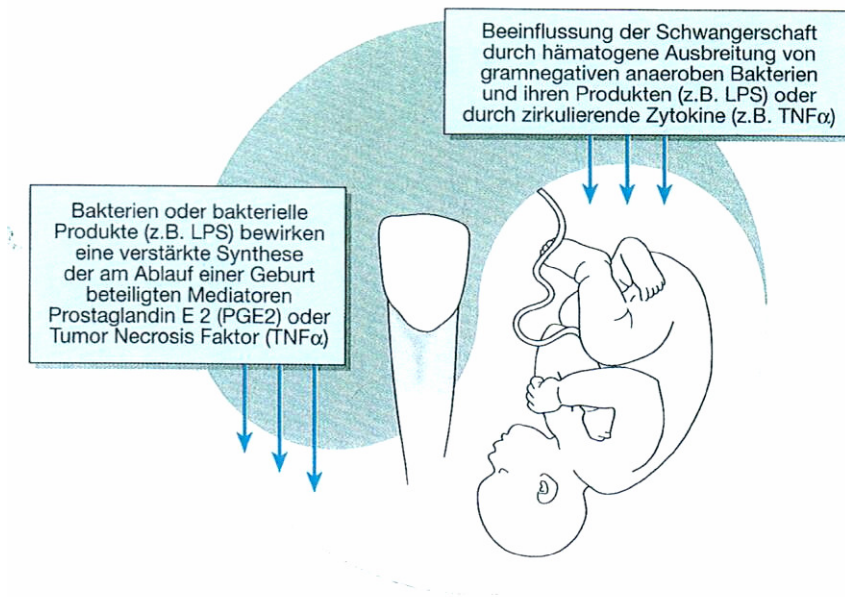 Beeinflussung der Schwangerschaft
durch hämatogene Ausbreitung von
gramnegativen anaeroben Bakterien
und ihren Produkten (z.B. LPS) oder
durch zirkulierende Zytokine (z.B. TNFα)
Bakterien oder bakterielle
Produkte (z.B. LPS) bewirken
eine verstärkte Synthese
der am Ablauf einer Geburt
beteiligten Mediatoren
Prostaglandin E 2 (PGE2) oder
Tumor Necrosis Faktor (TNFα)